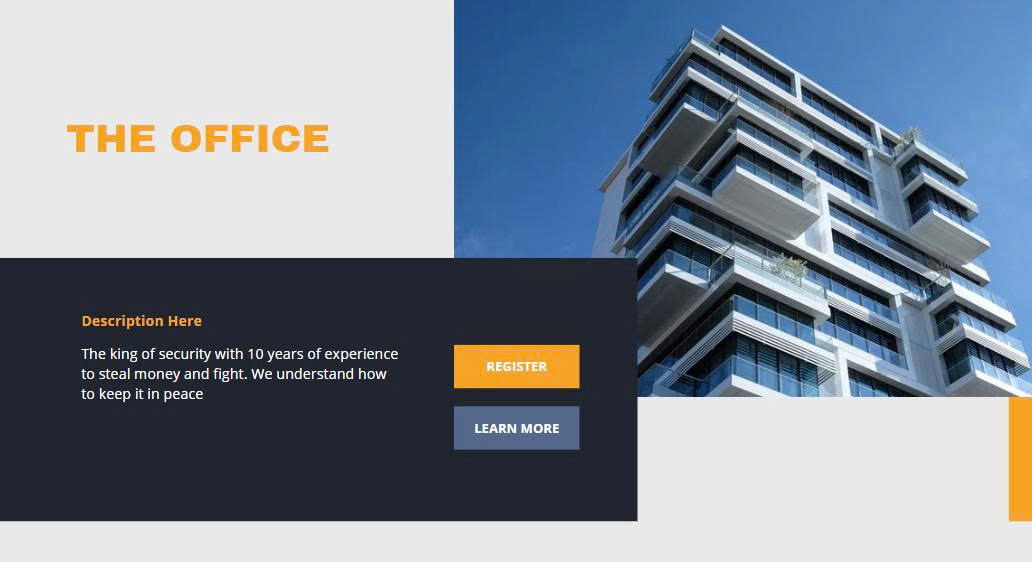 THE OFFICE
Description Here
The king of security with 10 years of experience
to steal money and fight. We understand how
to keep it in peace
REGISTER
LEARN MORE